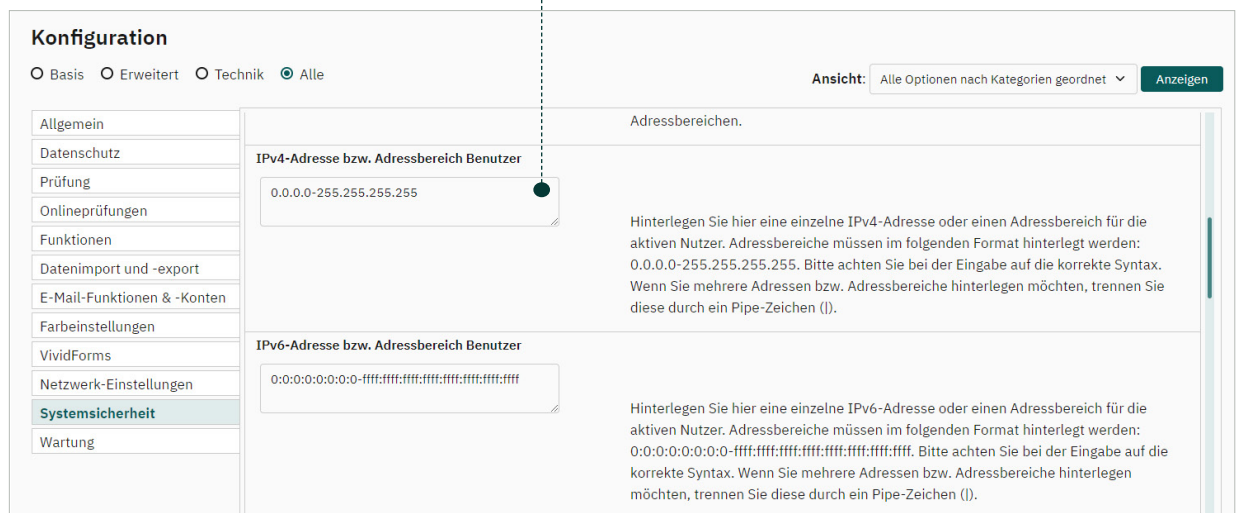 Konfiguration
Basis Erweitert Technik Alle
Ansicht: Alle Optionen nach Kategorien geordnet Anzeigen
Allgemein
Datenschutz
Prüfung
Onlineprüfungen
Funktionen
Datenimport und -export
E-Mail-Funktionen & -Konten
Farbeinstellungen
VividForms
Netzwerk-Einstellungen
Systemsicherheit
Wartung
Adressbereichen.
IPv4-Adresse bzw. Adressbereich Benutzer
0.0.0.0-255.255.255.255
Hinterlegen Sie hier eine einzelne IPv4-Adresse oder einen Adressbereich für die
aktiven Nutzer. Adressbereiche müssen im folgenden Format hinterlegt werden:
0.0.0.0-255.255.255.255. Bitte achten Sie bei der Eingabe auf die korrekte Syntax.
Wenn Sie mehrere Adressen bzw. Adressbereiche hinterlegen möchten, trennen Sie
diese durch ein Pipe-Zeichen (|).
IPv6-Adresse bzw. Adressbereich Benutzer
0:0:0:0:0:0:0:0-ffff:ffff:ffff:ffff:ffff:ffff:ffff:ffff
Hinterlegen Sie hier eine einzelne IPv6-Adresse oder einen Adressbereich für die
aktiven Nutzer. Adressbereiche müssen im folgenden Format hinterlegt werden:
0:0:0:0:0:0:0:0-ffff:ffff:ffff:ffff:ffff:ffff:ffff:ffff. Bitte achten Sie bei der Eingabe auf die
korrekte Syntax. Wenn Sie mehrere Adressen bzw. Adressbereiche hinterlegen
möchten, trennen Sie diese durch ein Pipe-Zeichen (|).